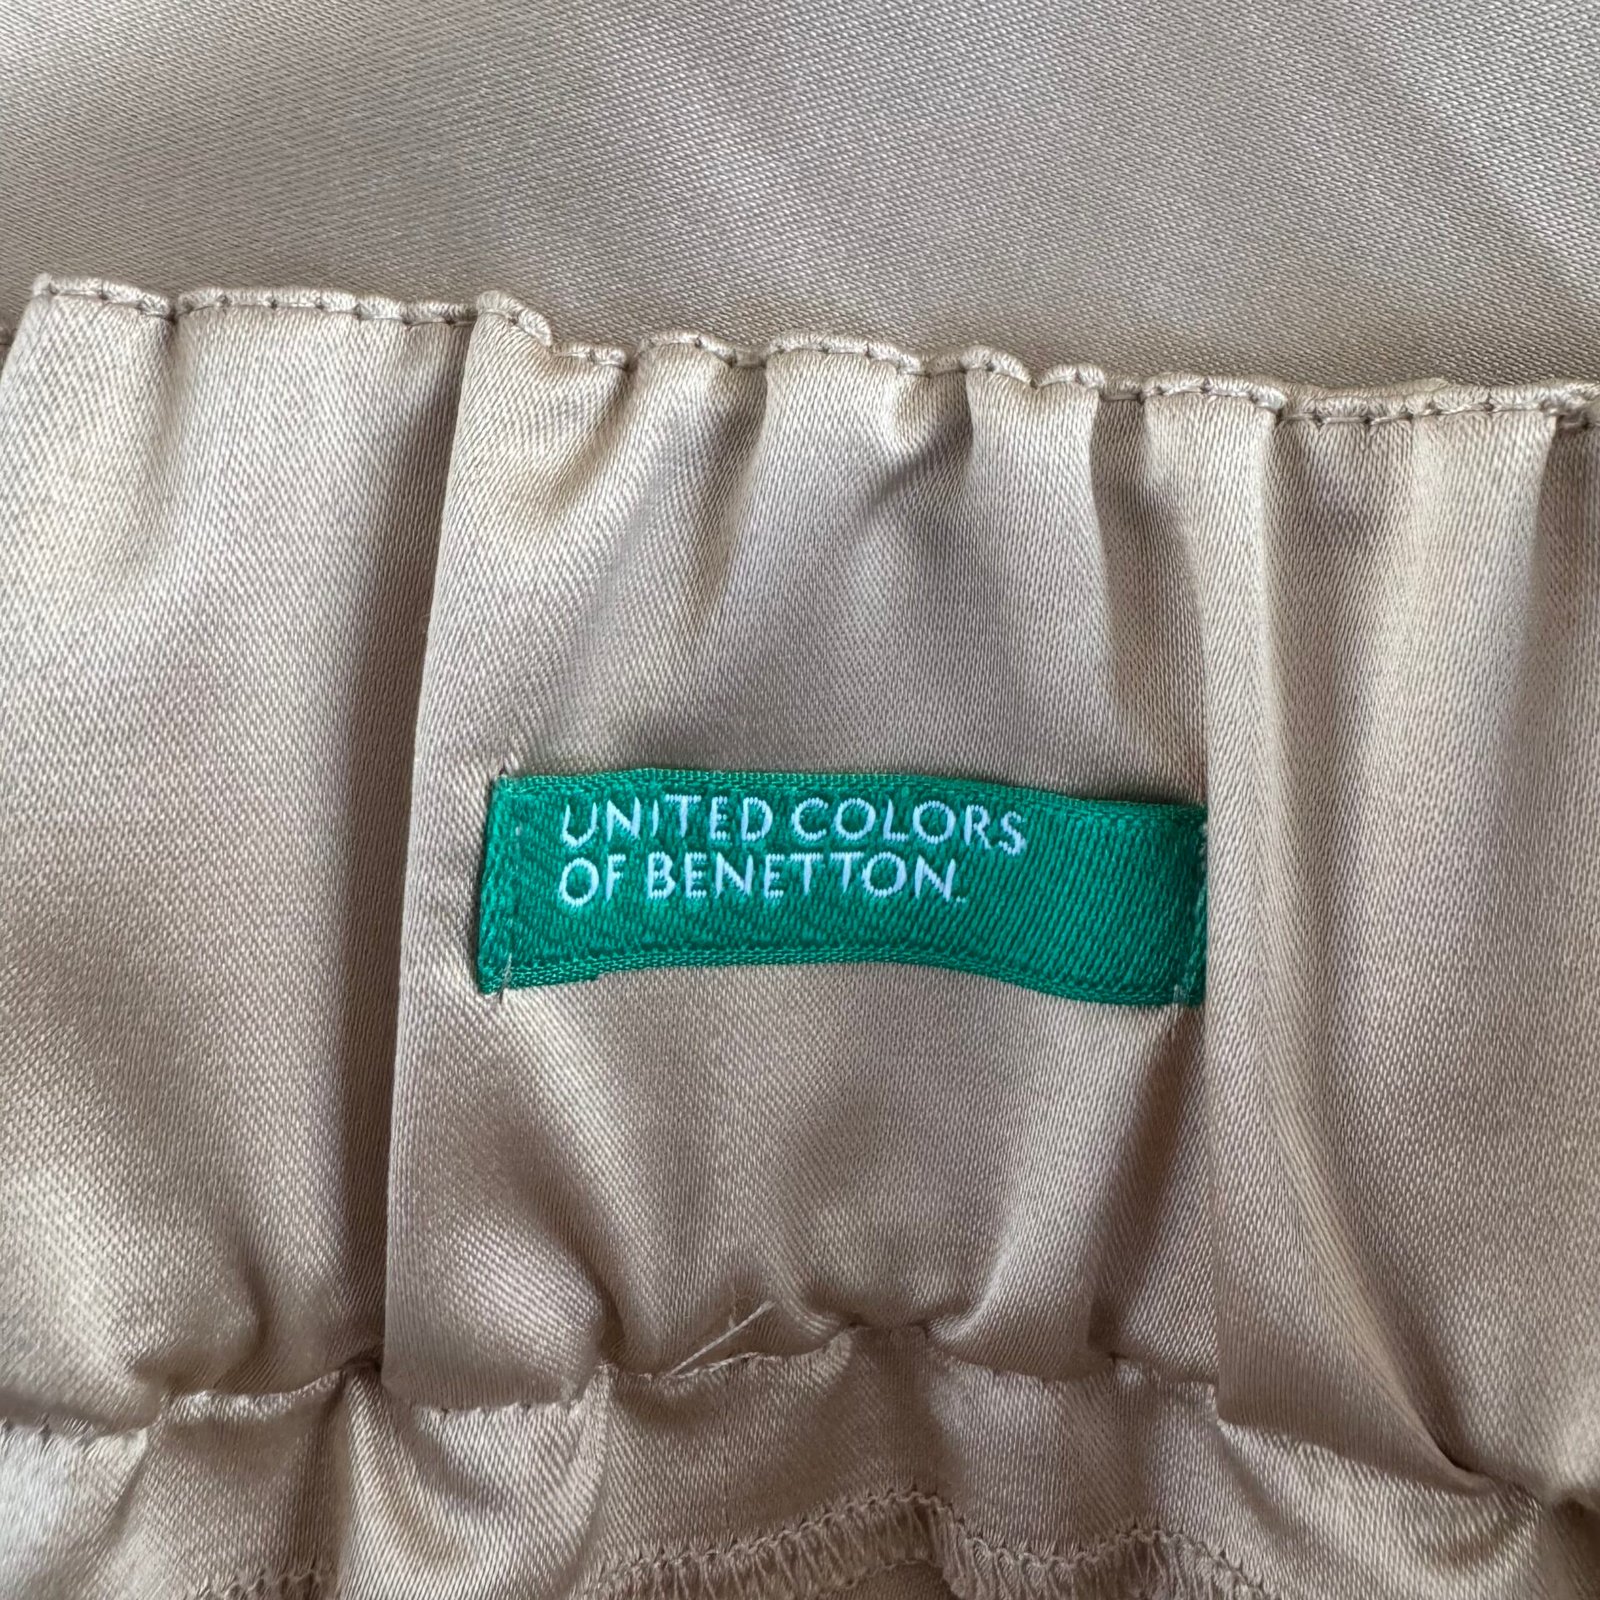 UNITED COLORS
OF BENETTON.